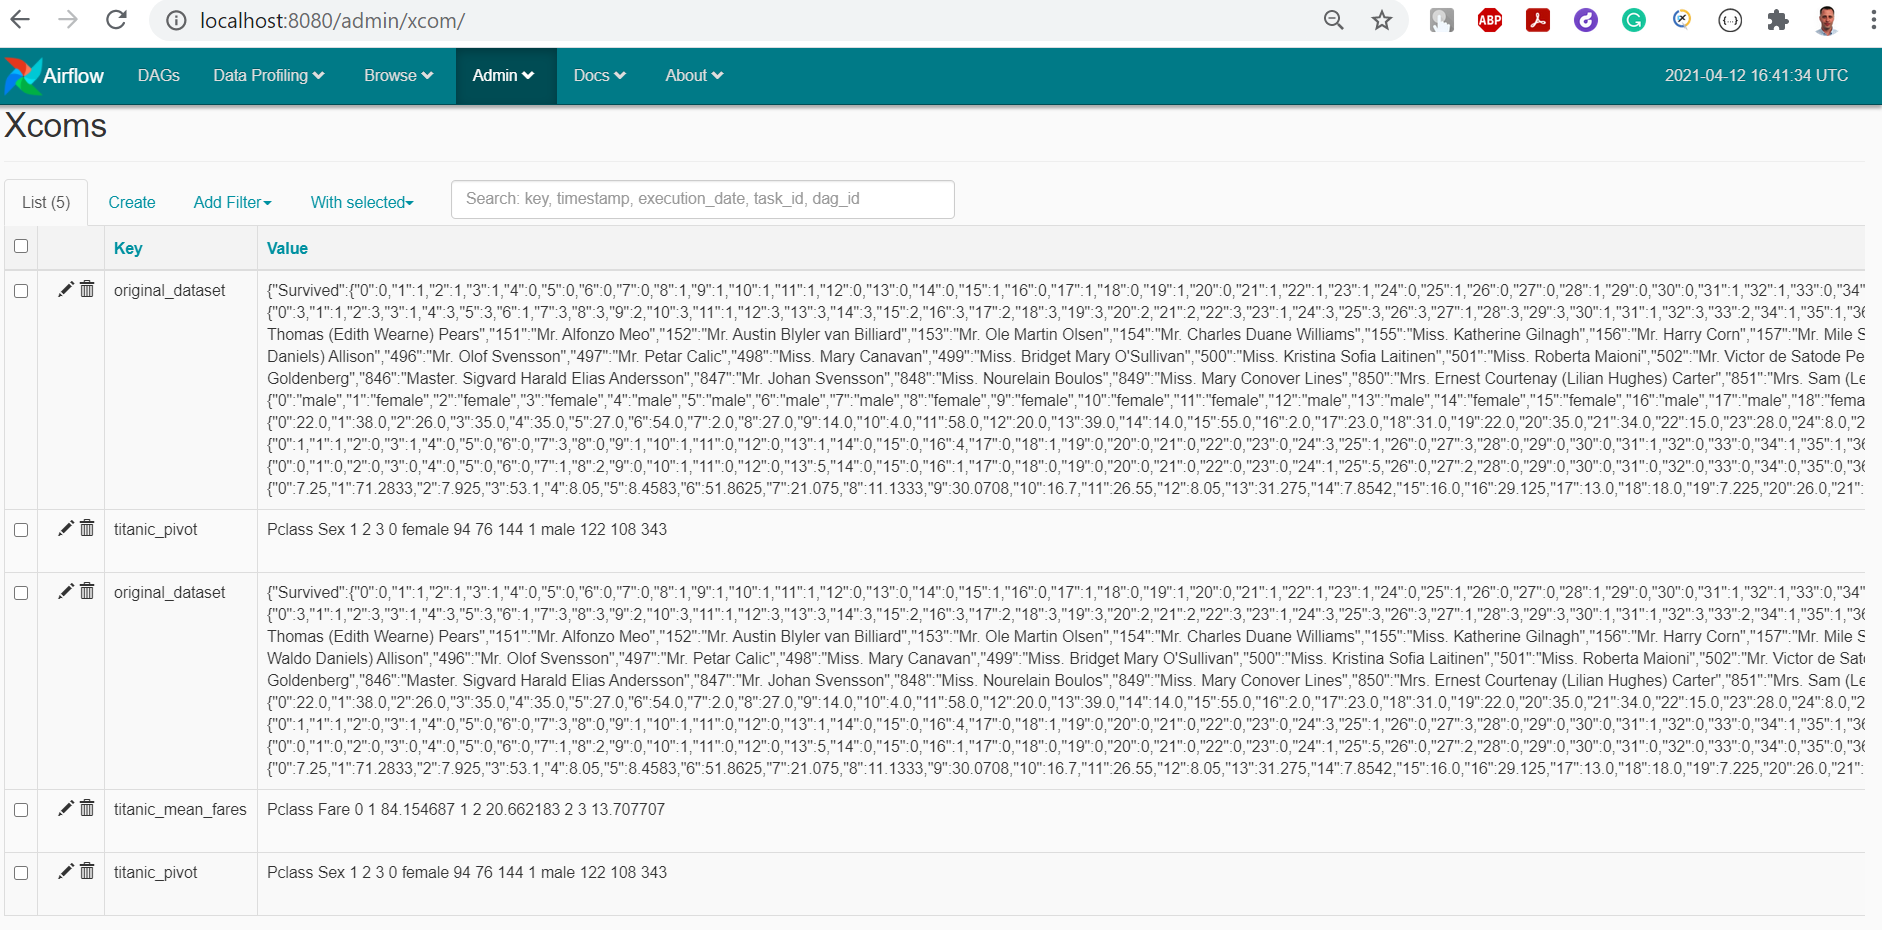 localhost:8080/admin/xcom/
ABP
Airflow DAGs Data Profiling Browse Admin Docs About 2021-04-12 16:41:34 UTC
Xcoms
List (5) Create Add Filter With selected Search: key, timestamp, execution_date, task_id, dag_id
Key Value
original_dataset {"Survived":{"0":0,"1":1,"2":1,"3":1,"4":0,"5":0,"6":0,"7":0,"8":1,"9":1,"10":1,"11":1,"12":0,"13":0,"14":0,"15":1,"16":0,"17":1,"18":0,"19":1,"20":0,"21":1,"22":1,"23":1,"24":0,"25":1,"26":0,"27":0,"28":1,"29":0,"30":0,"31":1,"32":1,"33":0,"34"
{"0":3,"1":1,"2":3,"3":1,"4":3,"5":3,"6":1,"7":3,"8":3,"9":2,"10":3,"11":1,"12":3,"13":3,"14":3,"15":2,"16":3,"17":2,"18":3,"19":3,"20":2,"21":2,"22":3,"23":1,"24":3,"25":3,"26":3,"27":1,"28":3,"29":3,"30":1,"31":1,"32":3,"33":2,"34":1,"35":1,"36
Thomas (Edith Wearne) Pears","151":"Mr. Alfonzo Meo","152":"Mr. Austin Blyler van Billiard","153":"Mr. Ole Martin Olsen","154":"Mr. Charles Duane Williams","155":"Miss. Katherine Gilnagh","156":"Mr. Harry Corn","157":"Mr. Mile S
Daniels) Allison","496":"Mr. Olof Svensson","497":"Mr. Petar Calic","498":"Miss. Mary Canavan","499":"Miss. Bridget Mary O'Sullivan","500":"Miss. Kristina Sofia Laitinen","501":"Miss. Roberta Maioni","502":"Mr. Victor de Satode Pe
Goldenberg","846":"Master. Sigvard Harald Elias Andersson","847":"Mr. Johan Svensson","848":"Miss. Nourelain Boulos","849":"Miss. Mary Conover Lines","850":"Mrs. Ernest Courtenay (Lilian Hughes) Carter","851":"Mrs. Sam (Le
{"0":"male","1":"female","2":"female","3":"female","4":"male","5":"male","6":"male","7":"male","8":"female","9":"female","10":"female","11":"female","12":"male","13":"male","14":"female","15":"female","16":"male","17":"male","18":"fema
{"0":22.0,"1":38.0,"2":26.0,"3":35.0,"4":35.0,"5":27.0,"6":54.0,"7":2.0,"8":27.0,"9":14.0,"10":4.0,"11":58.0,"12":20.0,"13":39.0,"14":14.0,"15":55.0,"16":2.0,"17":23.0,"18":31.0,"19":22.0,"20":35.0,"21":34.0,"22":15.0,"23":28.0,"24":8.0,"2
{"0":1,"1":1,"2":0,"3":1,"4":0,"5":0,"6":0,"7":3,"8":0,"9":1,"10":1,"11":0,"12":0,"13":1,"14":0,"15":0,"16":4,"17":0,"18":1,"19":0,"20":0,"21":0,"22":0,"23":0,"24":3,"25":1,"26":0,"27":3,"28":0,"29":0,"30":0,"31":1,"32":0,"33":0,"34":1,"35":1,"36
{"0":0,"1":0,"2":0,"3":0,"4":0,"5":0,"6":0,"7":1,"8":2,"9":0,"10":1,"11":0,"12":0,"13":5,"14":0,"15":0,"16":1,"17":0,"18":0,"19":0,"20":0,"21":0,"22":0,"23":0,"24":1,"25":5,"26":0,"27":2,"28":0,"29":0,"30":0,"31":0,"32":0,"33":0,"34":0,"35":0,"36
{"0":7.25,"1":71.2833,"2":7.925,"3":53.1,"4":8.05,"5":8.4583,"6":51.8625,"7":21.075,"8":11.1333,"9":30.0708,"10":16.7,"11":26.55,"12":8.05,"13":31.275,"14":7.8542,"15":16.0,"16":29.125,"17":13.0,"18":18.0,"19":7.225,"20":26.0,"21":
titanic_pivot Pclass Sex 1 2 3 0 female 94 76 144 1 male 122 108 343
original_dataset {"Survived":{"0":0,"1":1,"2":1,"3":1,"4":0,"5":0,"6":0,"7":0,"8":1,"9":1,"10":1,"11":1,"12":0,"13":0,"14":0,"15":1,"16":0,"17":1,"18":0,"19":1,"20":0,"21":1,"22":1,"23":1,"24":0,"25":1,"26":0,"27":0,"28":1,"29":0,"30":0,"31":1,"32":1,"33":0,"34"
{"0":3,"1":1,"2":3,"3":1,"4":3,"5":3,"6":1,"7":3,"8":3,"9":2,"10":3,"11":1,"12":3,"13":3,"14":3,"15":2,"16":3,"17":2,"18":3,"19":3,"20":2,"21":2,"22":3,"23":1,"24":3,"25":3,"26":3,"27":1,"28":3,"29":3,"30":1,"31":1,"32":3,"33":2,"34":1,"35":1,"36
Thomas (Edith Wearne) Pears","151":"Mr. Alfonzo Meo","152":"Mr. Austin Blyler van Billiard","153":"Mr. Ole Martin Olsen","154":"Mr. Charles Duane Williams","155":"Miss. Katherine Gilnagh","156":"Mr. Harry Corn","157":"Mr. Mile S
Waldo Daniels) Allison","496":"Mr. Olof Svensson","497":"Mr. Petar Calic","498":"Miss. Mary Canavan","499":"Miss. Bridget Mary O'Sullivan","500":"Miss. Kristina Sofia Laitinen","501":"Miss. Roberta Maioni","502":"Mr. Victor de Sat
Goldenberg","846":"Master. Sigvard Harald Elias Andersson","847":"Mr. Johan Svensson","848":"Miss. Nourelain Boulos","849":"Miss. Mary Conover Lines","850":"Mrs. Ernest Courtenay (Lilian Hughes) Carter","851":"Mrs. Sam (Le
{"0":22.0,"1":38.0,"2":26.0,"3":35.0,"4":35.0,"5":27.0,"6":54.0,"7":2.0,"8":27.0,"9":14.0,"10":4.0,"11":58.0,"12":20.0,"13":39.0,"14":14.0,"15":55.0,"16":2.0,"17":23.0,"18":31.0,"19":22.0,"20":35.0,"21":34.0,"22":15.0,"23":28.0,"24":8.0,"2
{"0":1,"1":1,"2":0,"3":1,"4":0,"5":0,"6":0,"7":3,"8":0,"9":1,"10":1,"11":0,"12":0,"13":1,"14":0,"15":0,"16":4,"17":0,"18":1,"19":0,"20":0,"21":0,"22":0,"23":0,"24":3,"25":1,"26":0,"27":3,"28":0,"29":0,"30":0,"31":1,"32":0,"33":0,"34":1,"35":1,"36
{"0":0,"1":0,"2":0,"3":0,"4":0,"5":0,"6":0,"7":1,"8":2,"9":0,"10":1,"11":0,"12":0,"13":5,"14":0,"15":0,"16":1,"17":0,"18":0,"19":0,"20":0,"21":0,"22":0,"23":0,"24":1,"25":5,"26":0,"27":2,"28":0,"29":0,"30":0,"31":0,"32":0,"33":0,"34":0,"35":0,"36
{"0":7.25,"1":71.2833,"2":7.925,"3":53.1,"4":8.05,"5":8.4583,"6":51.8625,"7":21.075,"8":11.1333,"9":30.0708,"10":16.7,"11":26.55,"12":8.05,"13":31.275,"14":7.8542,"15":16.0,"16":29.125,"17":13.0,"18":18.0,"19":7.225,"20":26.0,"21":
titanic_mean_fares Pclass Fare 0 1 84.154687 1 2 20.662183 2 3 13.707707
titanic_pivot Pclass Sex 1 2 3 0 female 94 76 144 1 male 122 108 343